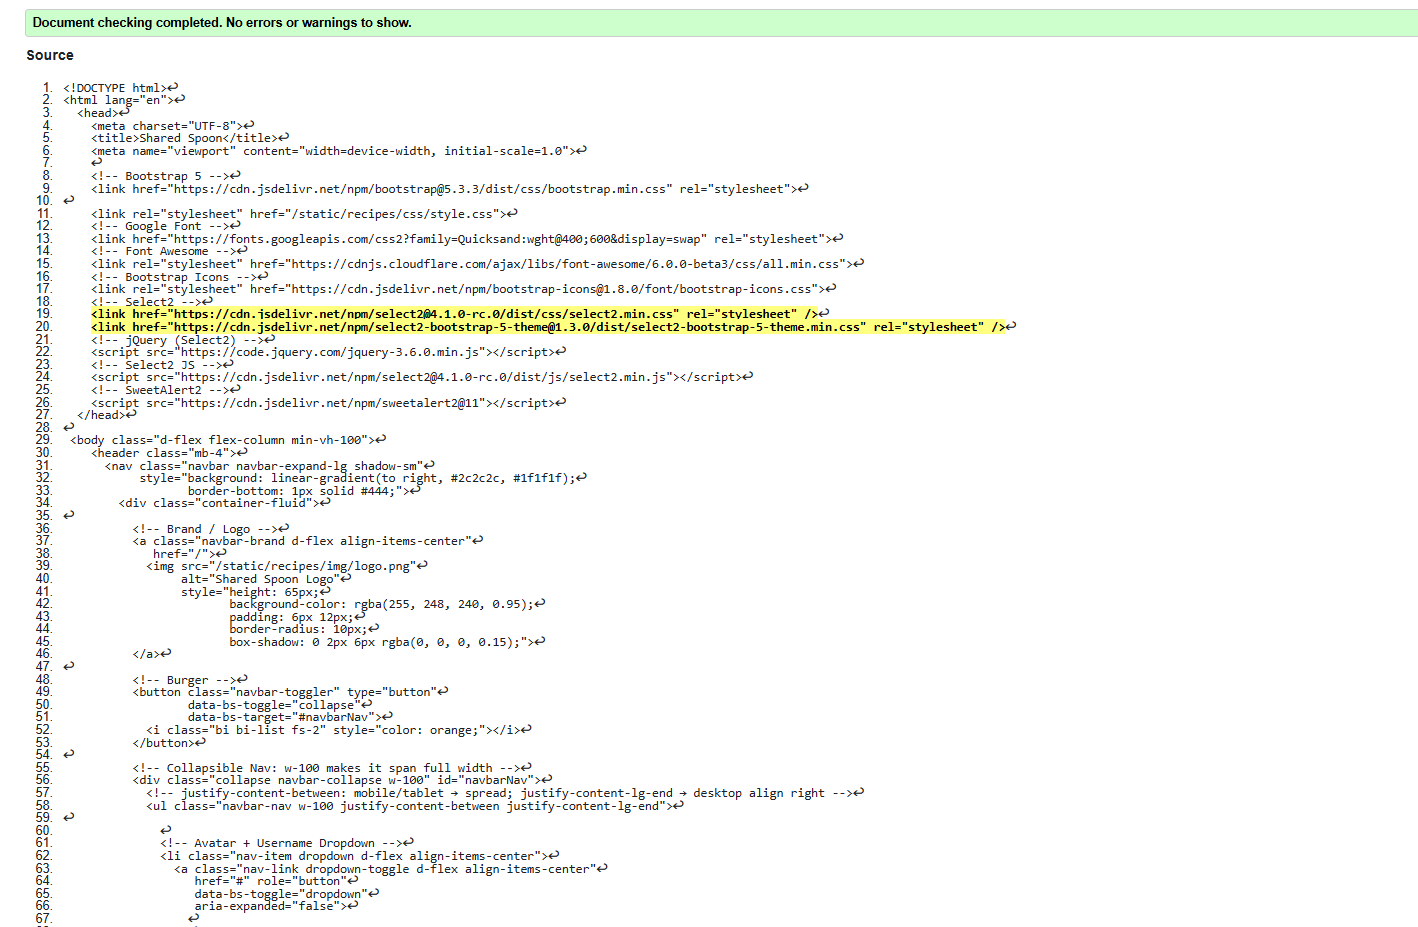 Document checking completed. No errors or warnings to show.
Source
1. <!DOCTYPE html>↩
2. <html lang="en">↩
3. <head>↩
4. <meta charset="UTF-8">↩
5. <title>Shared Spoon</title>↩
6. <meta name="viewport" content="width=device-width, initial-scale=1.0">↩
7. ↩
8. <!-- Bootstrap 5 -->↩
9. <link href="https://cdn.jsdelivr.net/npm/bootstrap@5.3.3/dist/css/bootstrap.min.css" rel="stylesheet">↩
10. ↩
11. <link rel="stylesheet" href="/static/recipes/css/style.css">↩
12. <!-- Google Font -->↩
13. <link href="https://fonts.googleapis.com/css2?family=Quicksand:wght@400;600&display=swap" rel="stylesheet">↩
14. <!-- Font Awesome -->↩
15. <link rel="stylesheet" href="https://cdnjs.cloudflare.com/ajax/libs/font-awesome/6.0.0-beta3/css/all.min.css">↩
16. <!-- Bootstrap Icons -->↩
17. <link rel="stylesheet" href="https://cdn.jsdelivr.net/npm/bootstrap-icons@1.8.0/font/bootstrap-icons.css">↩
18. <!-- Select2 -->↩
19. <link href="https://cdn.jsdelivr.net/npm/select2@4.1.0-rc.0/dist/css/select2.min.css" rel="stylesheet" />↩
20. <link href="https://cdn.jsdelivr.net/npm/select2-bootstrap-5-theme@1.3.0/dist/select2-bootstrap-5-theme.min.css" rel="stylesheet" />↩
21. <!-- jQuery (Select2) -->↩
22. <script src="https://code.jquery.com/jquery-3.6.0.min.js"></script>↩
23. <!-- Select2 JS -->↩
24. <script src="https://cdn.jsdelivr.net/npm/select2@4.1.0-rc.0/dist/js/select2.min.js"></script>↩
25. <!-- SweetAlert2 -->↩
26. <script src="https://cdn.jsdelivr.net/npm/sweetalert2@11"></script>↩
27. </head>↩
28. ↩
29. <body class="d-flex flex-column min-vh-100">↩
30. <header class="mb-4">↩
31. <nav class="navbar navbar-expand-lg shadow-sm"↩
32. style="background: linear-gradient(to right, #2c2c2c, #1f1f1f);↩
33. border-bottom: 1px solid #444;">↩
34. <div class="container-fluid">↩
35. ↩
36. <!-- Brand / Logo -->↩
37. <a class="navbar-brand d-flex align-items-center"↩
38. href="/">↩
39. <img src="/static/recipes/img/logo.png"↩
40. alt="Shared Spoon Logo"↩
41. style="height: 65px;↩
42. background-color: rgba(255, 248, 240, 0.95);↩
43. padding: 6px 12px;↩
44. border-radius: 10px;↩
45. box-shadow: 0 2px 6px rgba(0, 0, 0, 0.15);">↩
46. </a>↩
47. ↩
48. <!-- Burger -->↩
49. <button class="navbar-toggler" type="button"↩
50. data-bs-toggle="collapse"↩
51. data-bs-target="#navbarNav">↩
52. <i class="bi bi-list fs-2" style="color: orange;"></i>↩
53. </button>↩
54. ↩
55. <!-- Collapsible Nav: w-100 makes it span full width -->↩
56. <div class="collapse navbar-collapse w-100" id="navbarNav">↩
57. <!-- justify-content-between: mobile/tablet → spread; justify-content-lg-end → desktop align right -->↩
58. <ul class="navbar-nav w-100 justify-content-between justify-content-lg-end">↩
59. ↩
60. ↩
61. <!-- Avatar + Username Dropdown -->↩
62. <li class="nav-item dropdown d-flex align-items-center">↩
63. <a class="nav-link dropdown-toggle d-flex align-items-center"↩
64. href="#" role="button"↩
65. data-bs-toggle="dropdown"↩
66. aria-expanded="false">↩
67. ↩